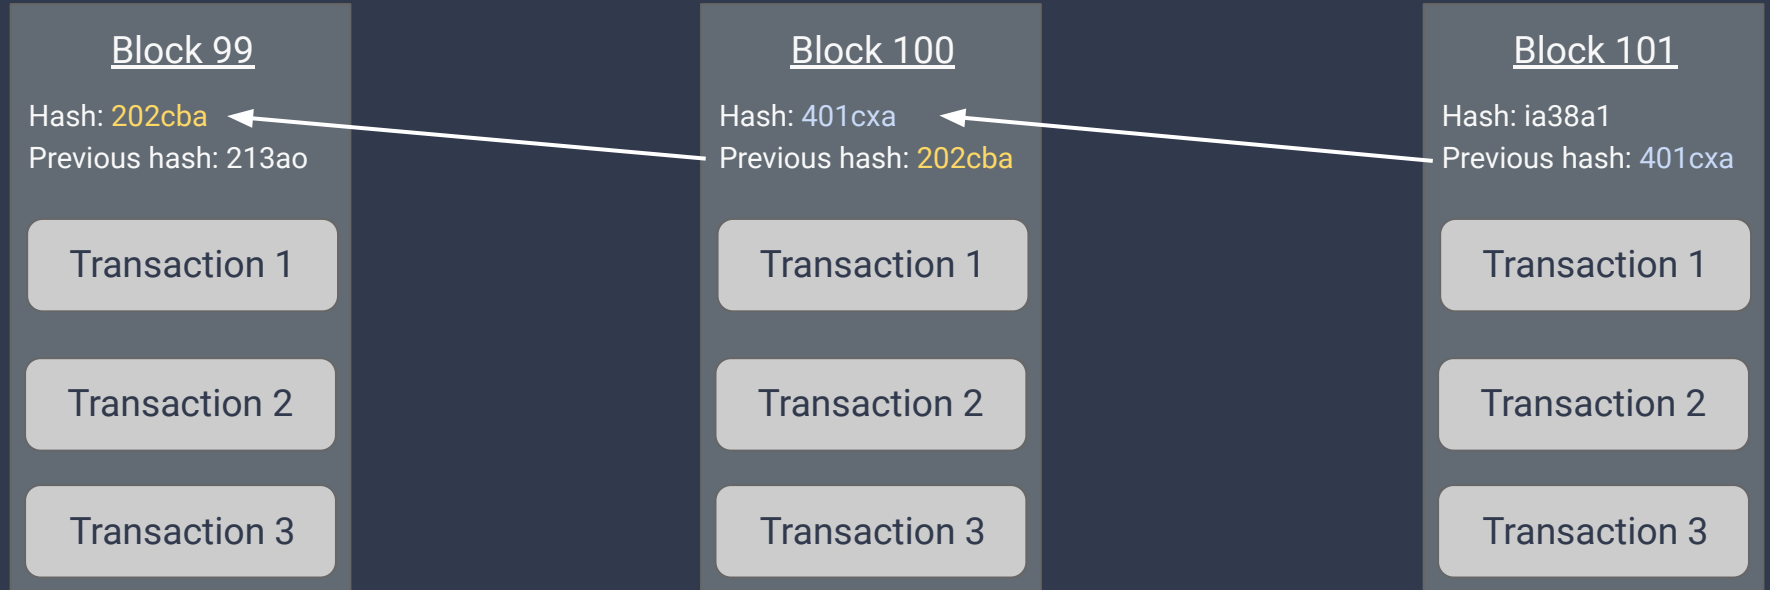 Block 99
Hash: 202cba
Previous hash: 213ao
Transaction 1
Transaction 2
Transaction 3
Block 100
Hash: 401cxa
Previous hash: 202cba
Transaction 1
Transaction 2
Transaction 3
Block 101
Hash: ia38a1
Previous hash: 401cxa
Transaction 1
Transaction 2
Transaction 3